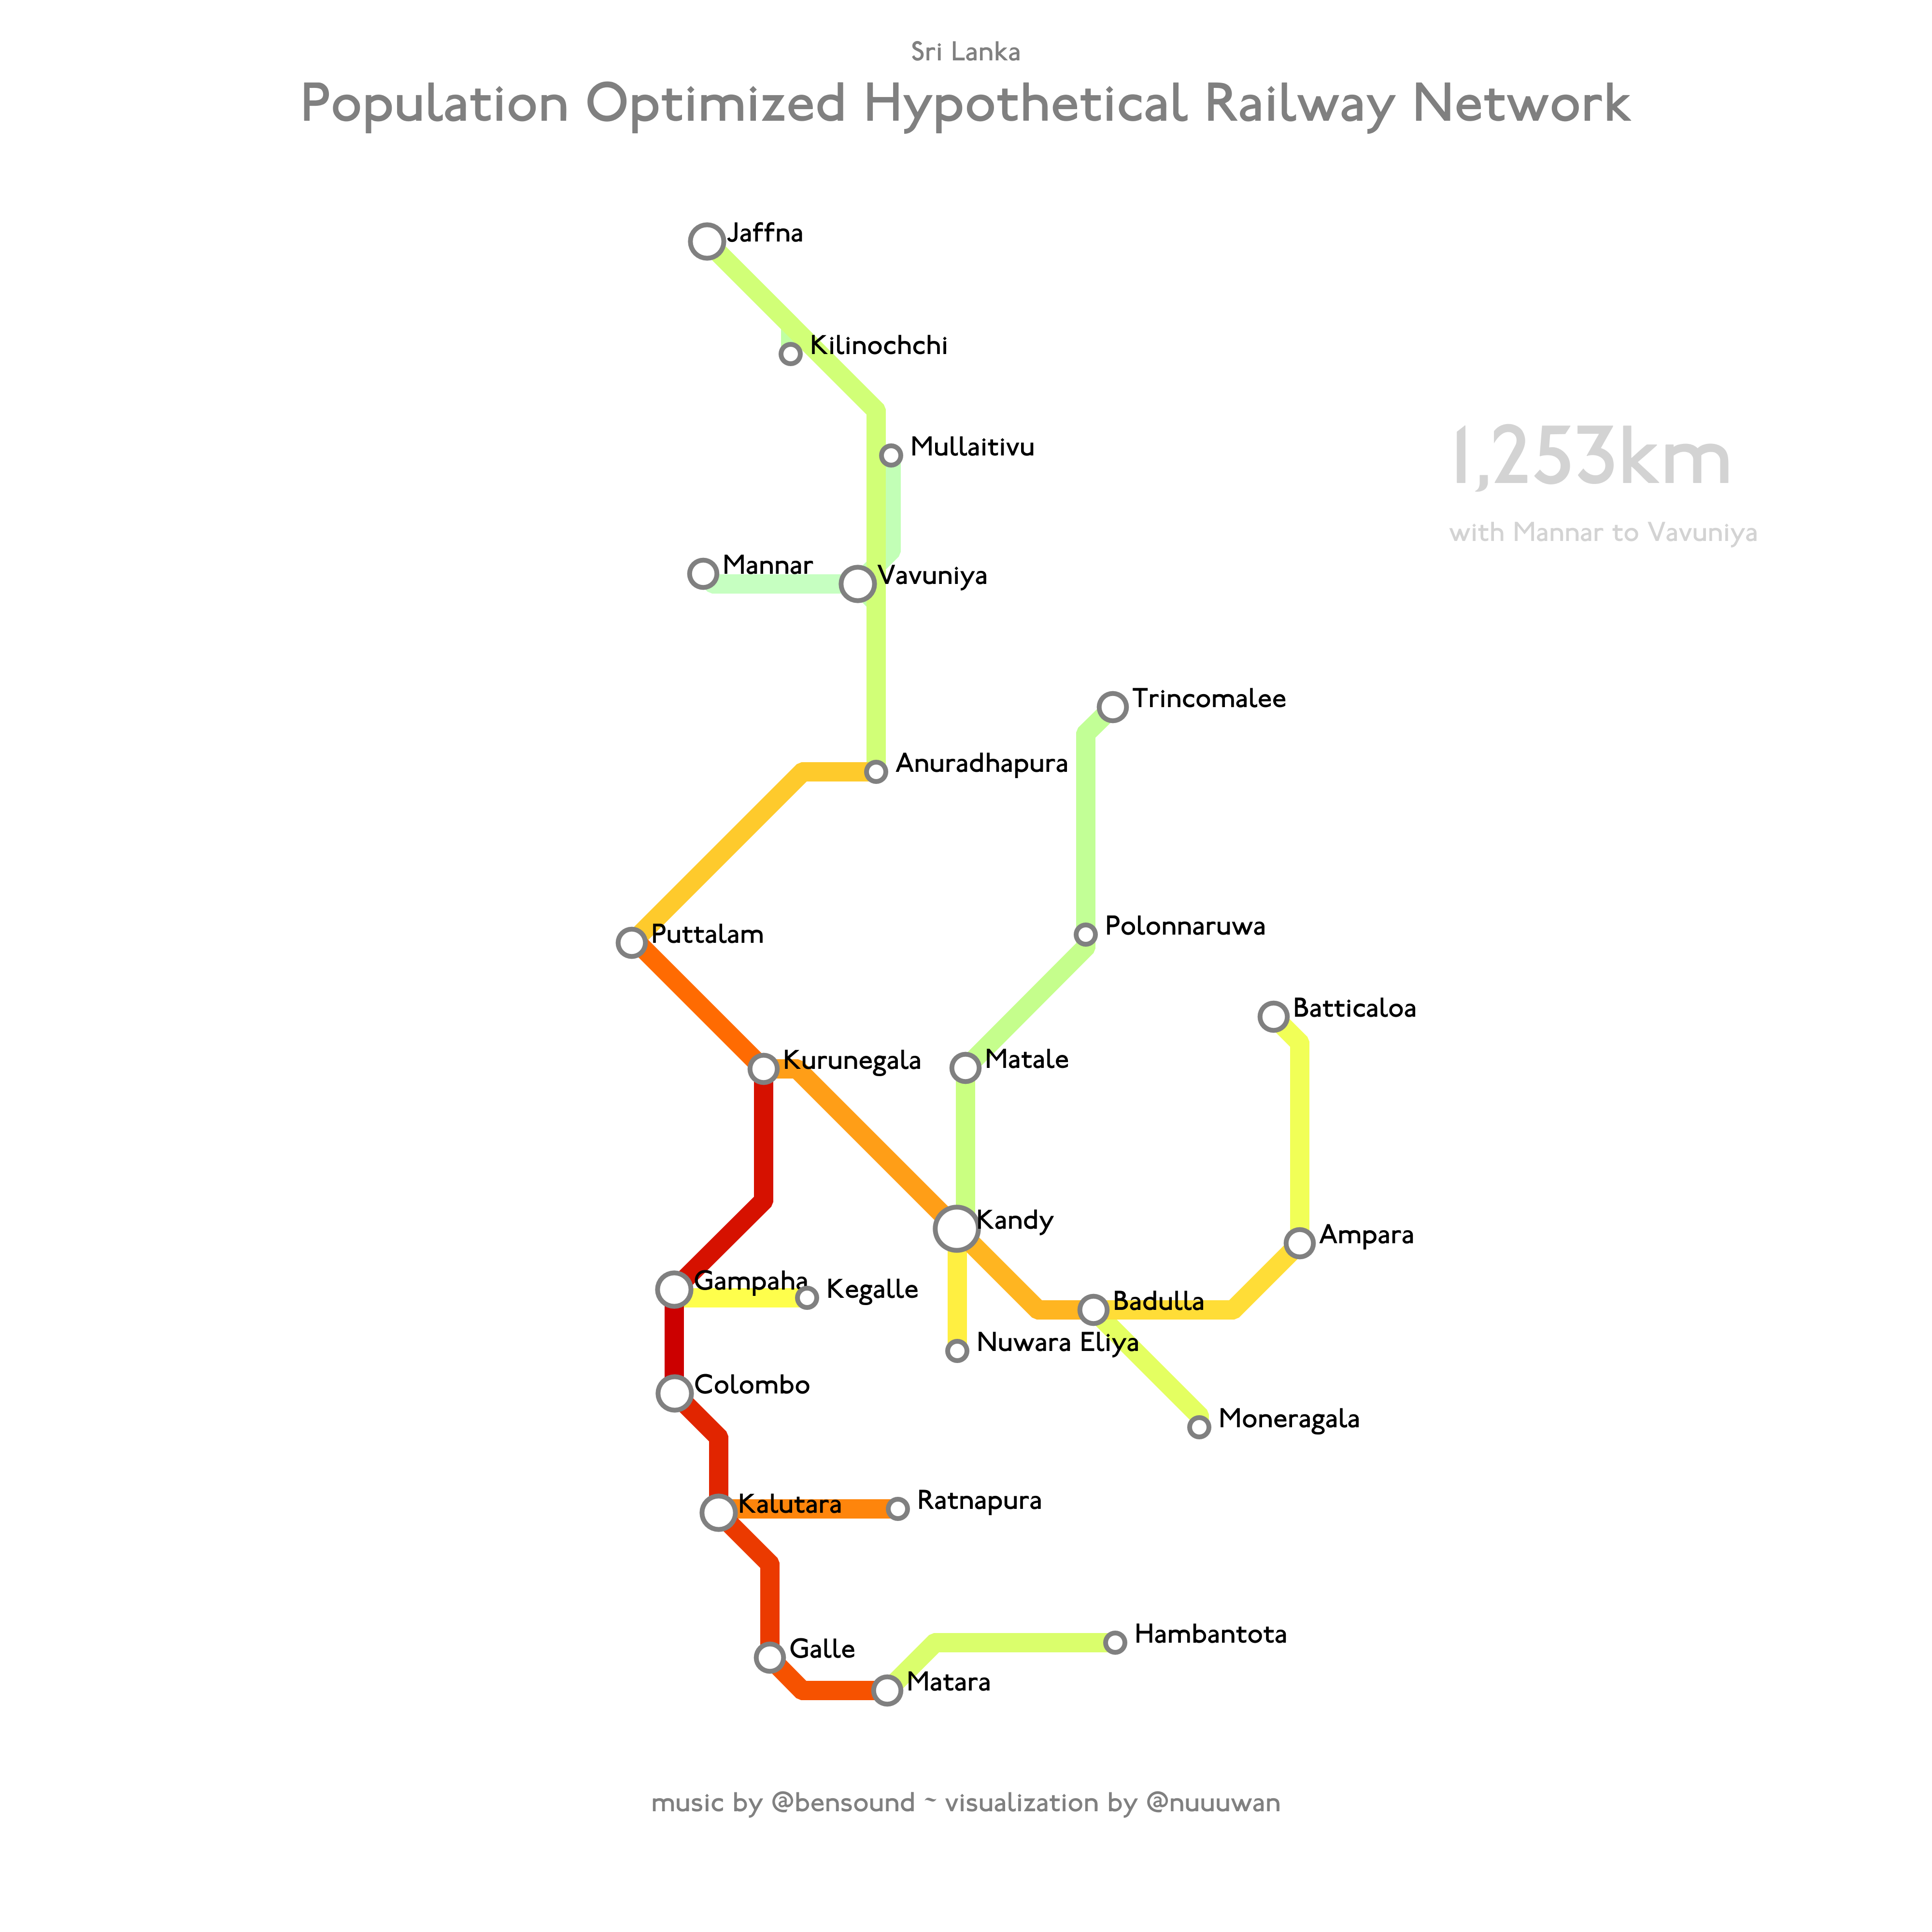 Sri Lanka
Population Optimized Hypothetical Railway Network
Jaffna
Kilinochchi
1,253km
Mullaitivu
with Mannar to Vavuniya
Mannar
Vavuniya
Trincomalee
Anuradhapura
Polonnaruwa
Puttalam
Batticaloa
Kurunegala
Matale
Kandy
Ampara
Gampaha
Kegalle
Badulla
Nuwara Eliya
Colombo
Moneragala
Ratnapura
Kalutara
Hambantota
Galle
Matara
music by @bensound ~ visualization by @nuuuwan